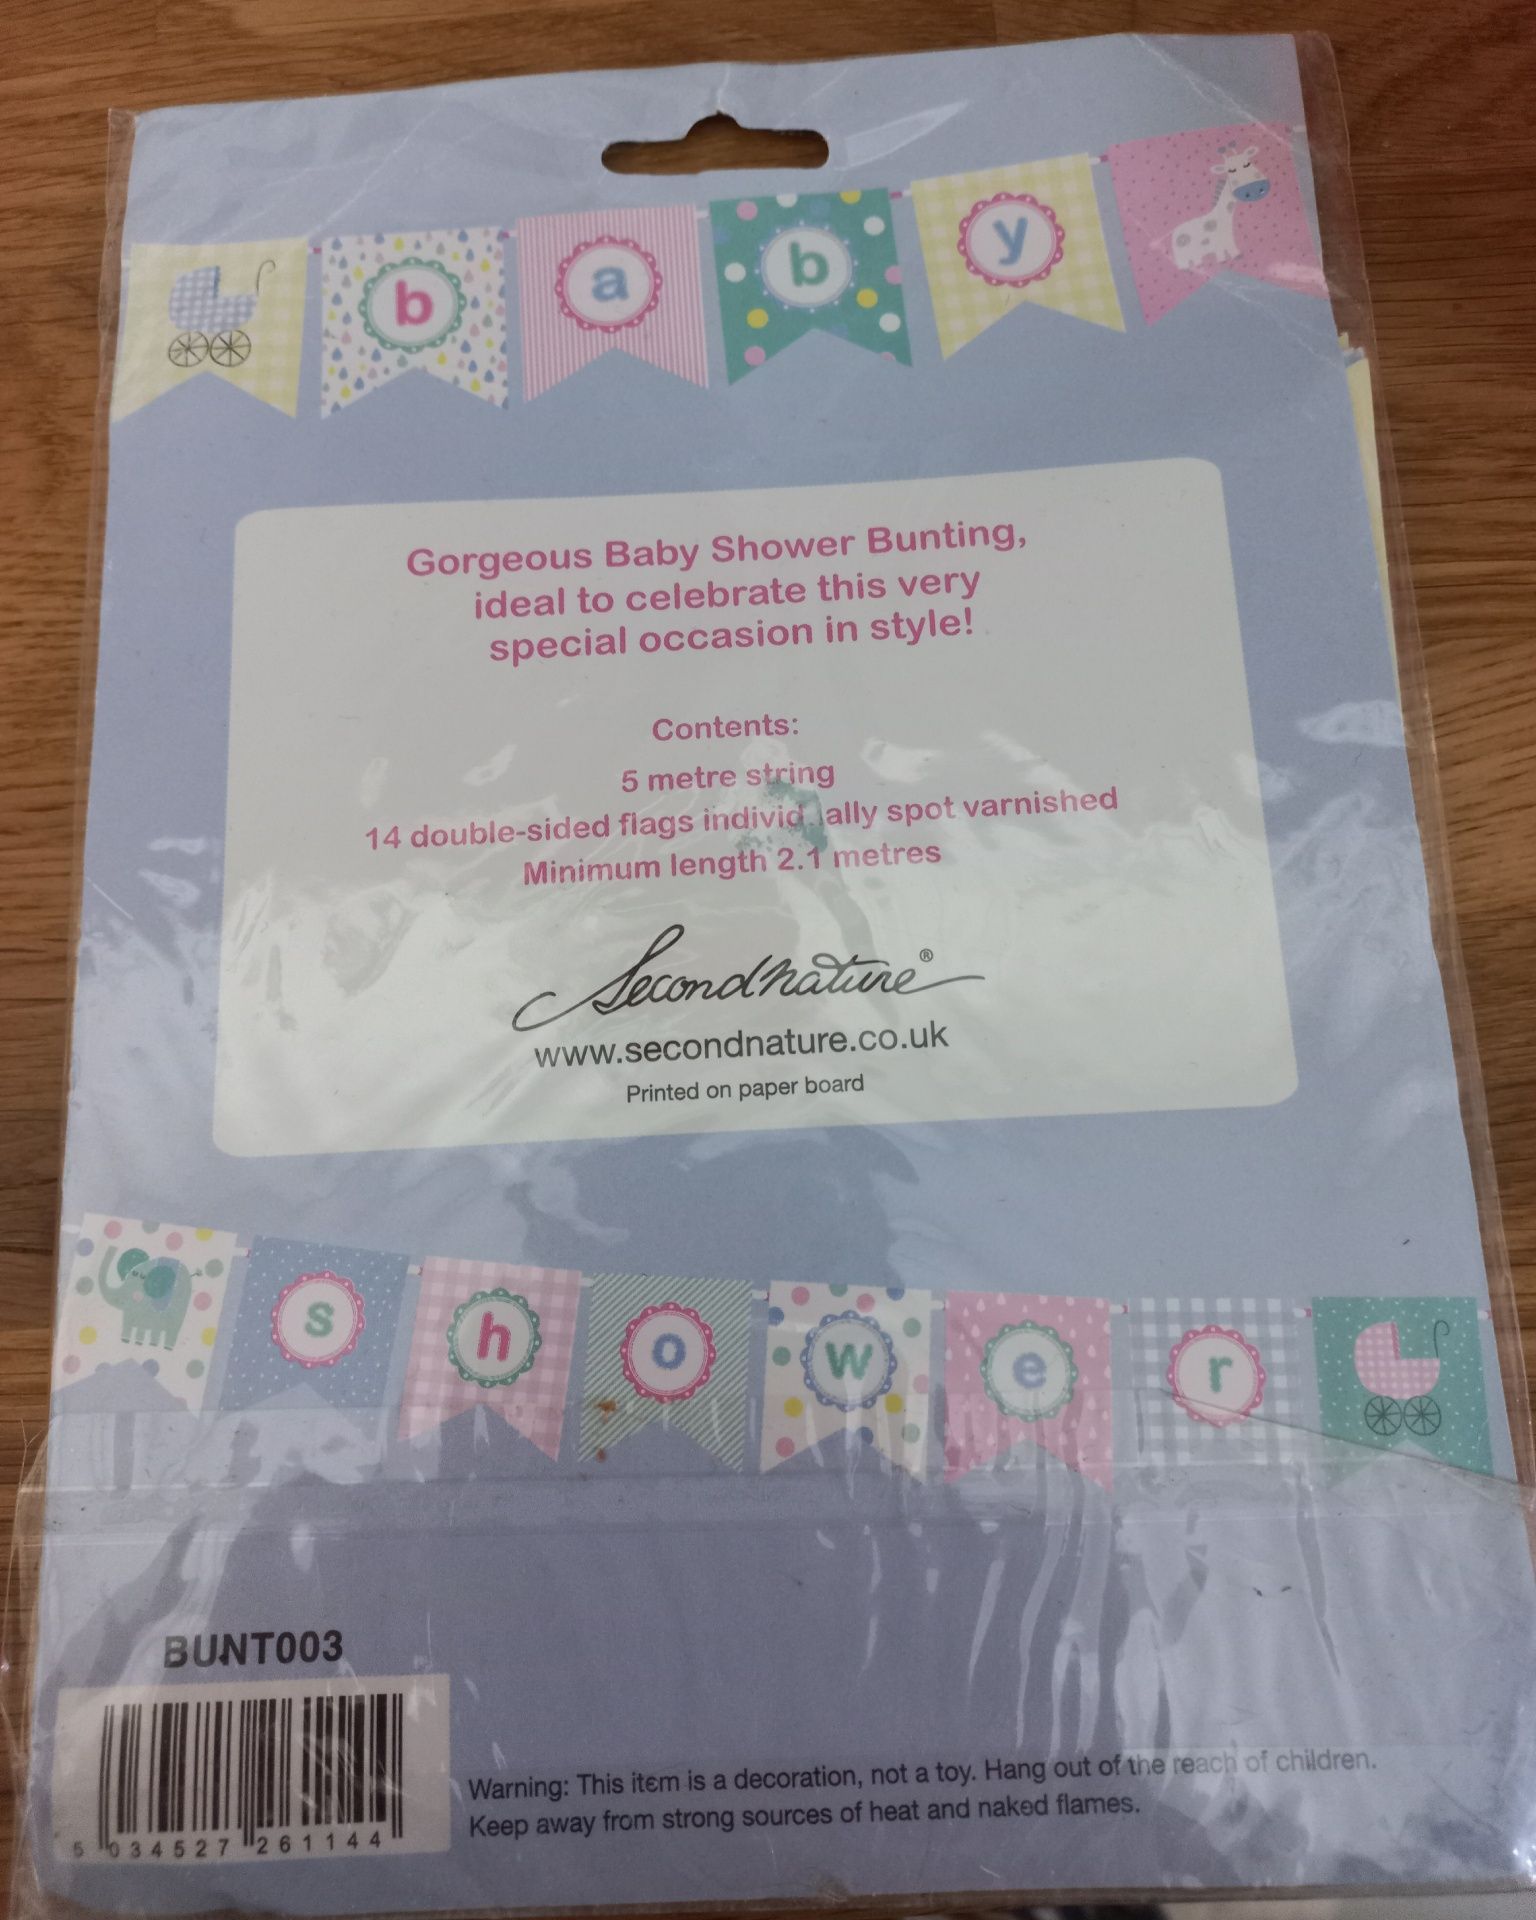 b a b y
Gorgeous Baby Shower Bunting,
ideal to celebrate this very
special occasion in style!
Contents:
5 metre string
14 double-sided flags individually spot varnished
Minimum length 2.1 metres
Second nature®
www.secondnature.co.uk
Printed on paper board
s h o w e r
BUNT003
5 034527 261144
Warning: This item is a decoration, not a toy. Hang out of the reach of children.
Keep away from strong sources of heat and naked flames.